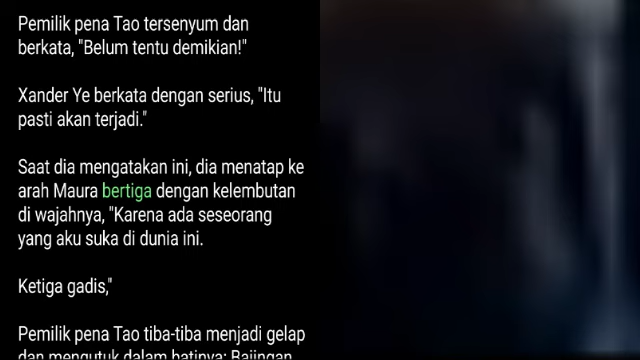 Pemilik pena Tao tersenyum dan
berkata, "Belum tentu demikian!"
Xander Ye berkata dengan serius, "Itu
pasti akan terjadi."
Saat dia mengatakan ini, dia menatap ke
arah Maura bertiga dengan kelembutan
di wajahnya, "Karena ada seseorang
yang aku suka di dunia ini.
Ketiga gadis,"
Pemilik pena Tao tiba-tiba menjadi gelap
dan mengutuk dalam hatinya: Bajingan